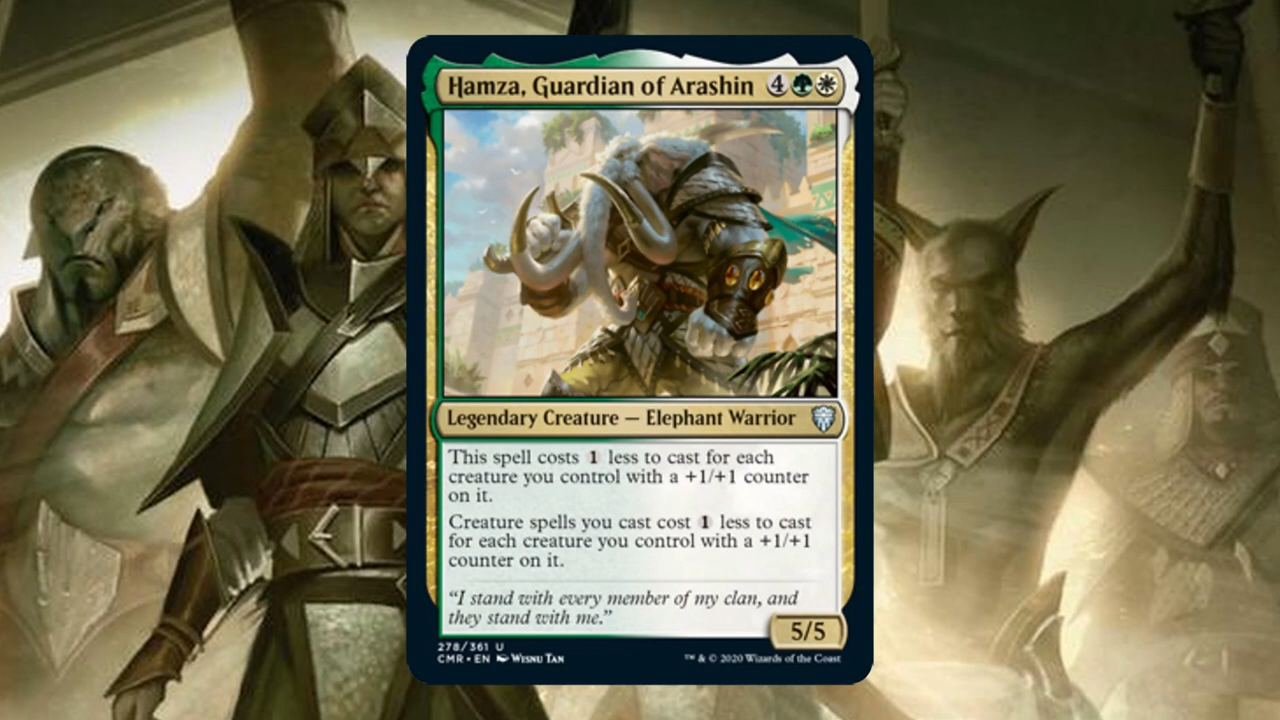 Hamza, Guardian of Arashin 4
Legendary Creature — Elephant Warrior
This spell costs 1 less to cast for each
creature you control with a +1/+1 counter
on it.
Creature spells you cast cost 1 less to cast
for each creature you control with a +1/+1
counter on it.
“I stand with every member of my clan, and
they stand with me.”
5/5
278/361 U
CMR • EN Wisnu Tan
™ & © 2020 Wizards of the Coast